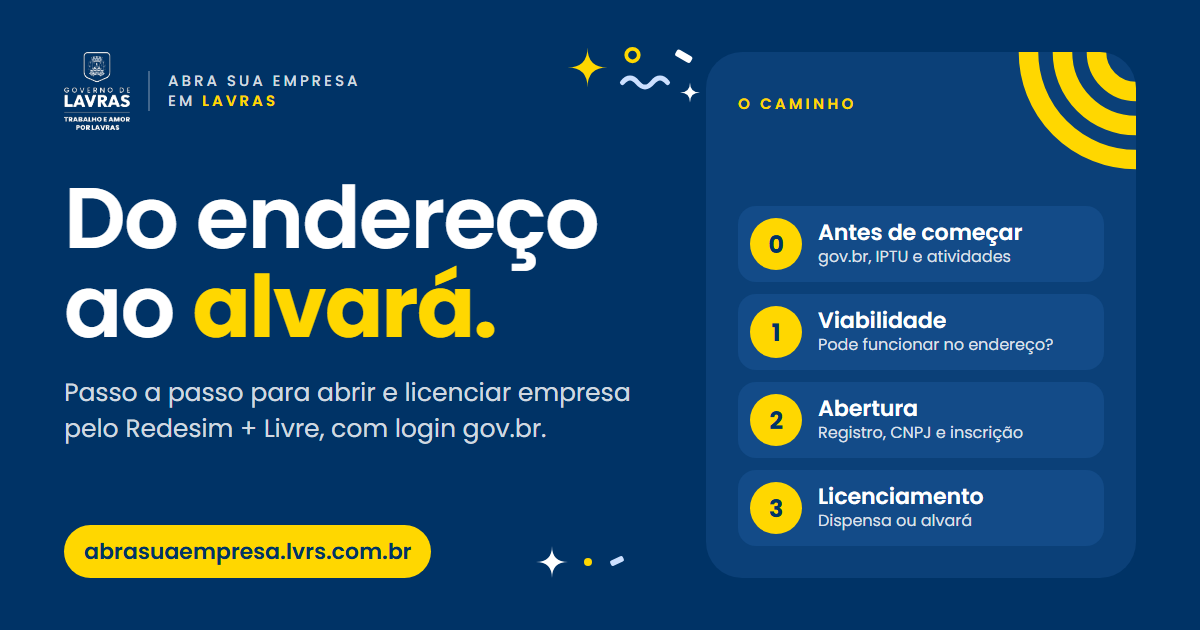 GOVERNO DE
LAVRAS
TRABALHO E AMOR
POR LAVRAS
ABRA SUA EMPRESA
EM LAVRAS
Do endereço
ao alvará.
Passo a passo para abrir e licenciar empresa
pelo Redesim + Livre, com login gov.br.
abrasuaempresa.lvrs.com.br
O CAMINHO
0
Antes de começar
gov.br, IPTU e atividades
1
Viabilidade
Pode funcionar no endereço?
2
Abertura
Registro, CNPJ e inscrição
3
Licenciamento
Dispensa ou alvará